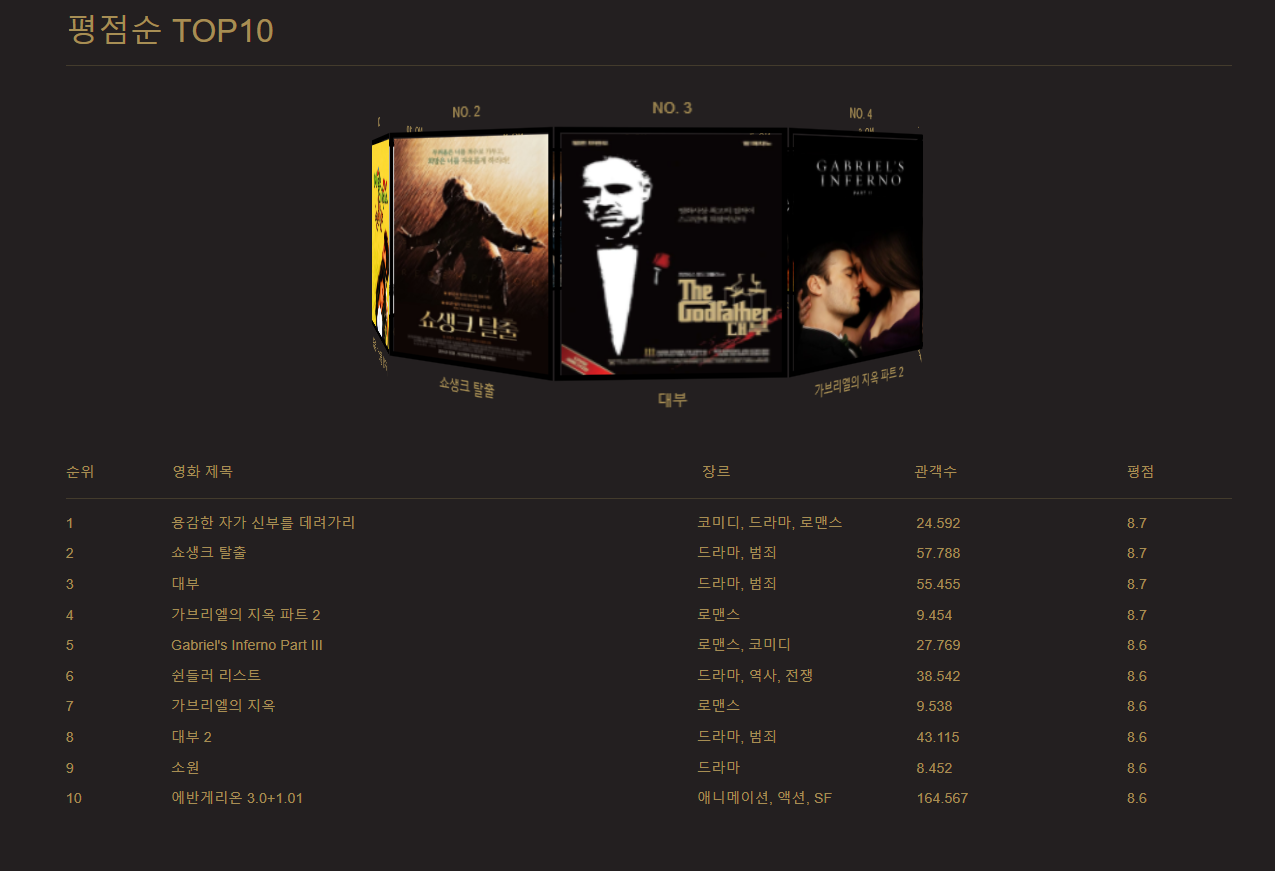 평점순 TOP10
NO. 2
NO. 3
NO. 4
GABRIEL'S
INFERNO
PART II
쇼생크 탈출
The
Godfather
대부
쇼생크 탈출
대부
가브리엘의 지옥 파트 2
순위 영화 제목 장르 관객수 평점
1 용감한 자가 신부를 데려가리 코미디, 드라마, 로맨스 24.592 8.7
2 쇼생크 탈출 드라마, 범죄 57.788 8.7
3 대부 드라마, 범죄 55.455 8.7
4 가브리엘의 지옥 파트 2 로맨스 9.454 8.7
5 Gabriel's Inferno Part III 로맨스, 코미디 27.769 8.6
6 쉰들러 리스트 드라마, 역사, 전쟁 38.542 8.6
7 가브리엘의 지옥 로맨스 9.538 8.6
8 대부 2 드라마, 범죄 43.115 8.6
9 소원 드라마 8.452 8.6
10 에반게리온 3.0+1.01 애니메이션, 액션, SF 164.567 8.6